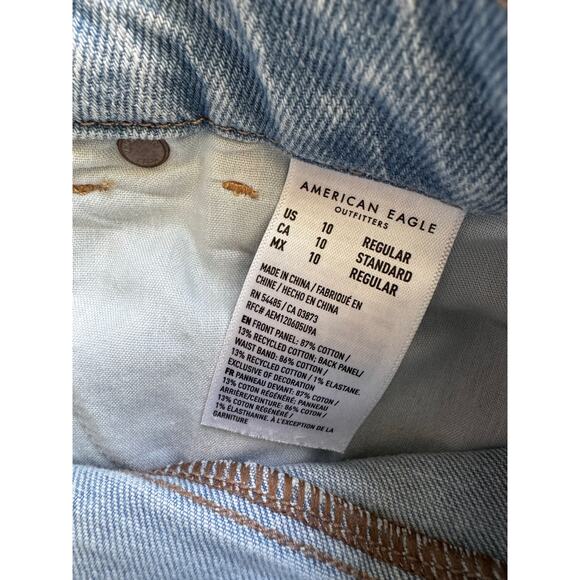 AMERICAN EAGLE
OUTFITTERS
US 10 REGULAR
CA 10 STANDARD
MX 10 REGULAR
MADE IN CHINA / FABRIQUÉ EN
CHINE / HECHO EN CHINA
RN 54485 / CA 03873
RFC# AEM120605U9A
EN FRONT PANEL: 87% COTTON /
13% RECYCLED COTTON: BACK PANEL/
WAIST BAND: 86% COTTON /
13% RECYCLED COTTON / 1% ELASTANE.
EXCLUSIVE OF DECORATION
FR PANNEAU DEVANT: 87% COTON /
13% COTON RÉGÉNÉRÉ: PANNEAU
ARRIÈRE/CEINTURE: 86% COTON /
13% COTON RÉGÉNÉRÉ /
1% ÉLASTHANNE. À L'EXCEPTION DE LA
GARNITURE